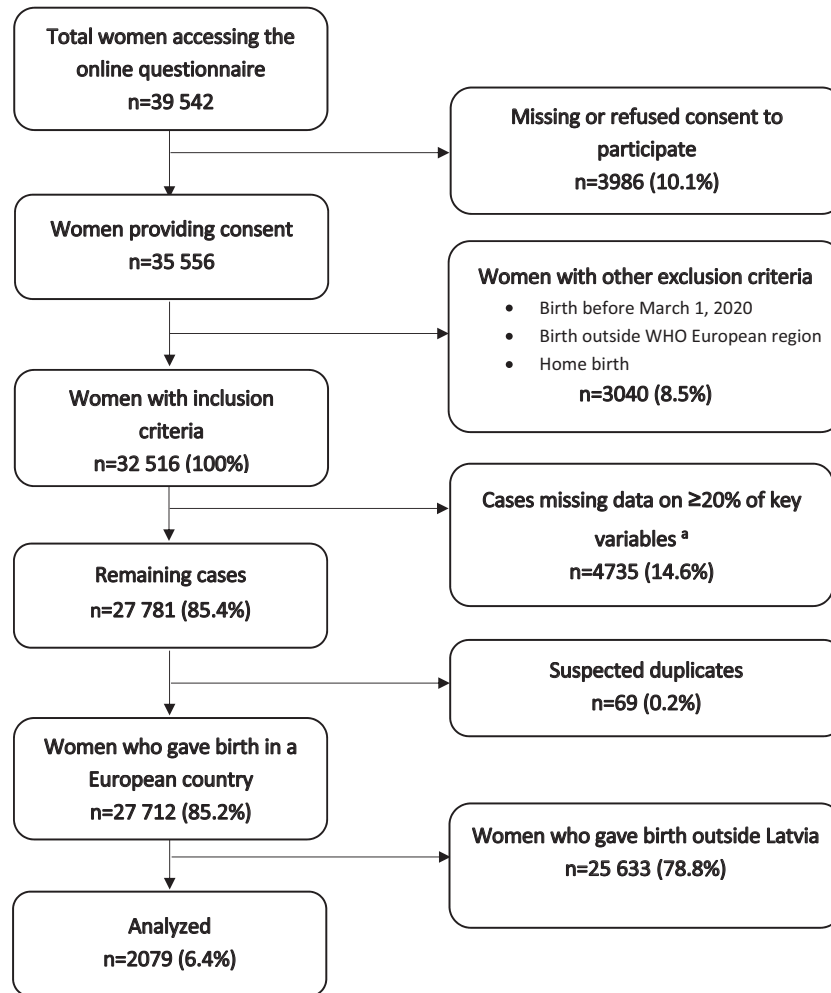 Total women accessing the
online questionnaire
n=39 542
Missing or refused consent to
participate
n=3986 (10.1%)
Women providing consent
n=35 556
Women with other exclusion criteria
• Birth before March 1, 2020
• Birth outside WHO European region
• Home birth
n=3040 (8.5%)
Women with inclusion
criteria
n=32 516 (100%)
Cases missing data on ≥20% of key
variables ª
n=4735 (14.6%)
Remaining cases
n=27 781 (85.4%)
Suspected duplicates
n=69 (0.2%)
Women who gave birth in a
European country
n=27 712 (85.2%)
Women who gave birth outside Latvia
n=25 633 (78.8%)
Analyzed
n=2079 (6.4%)